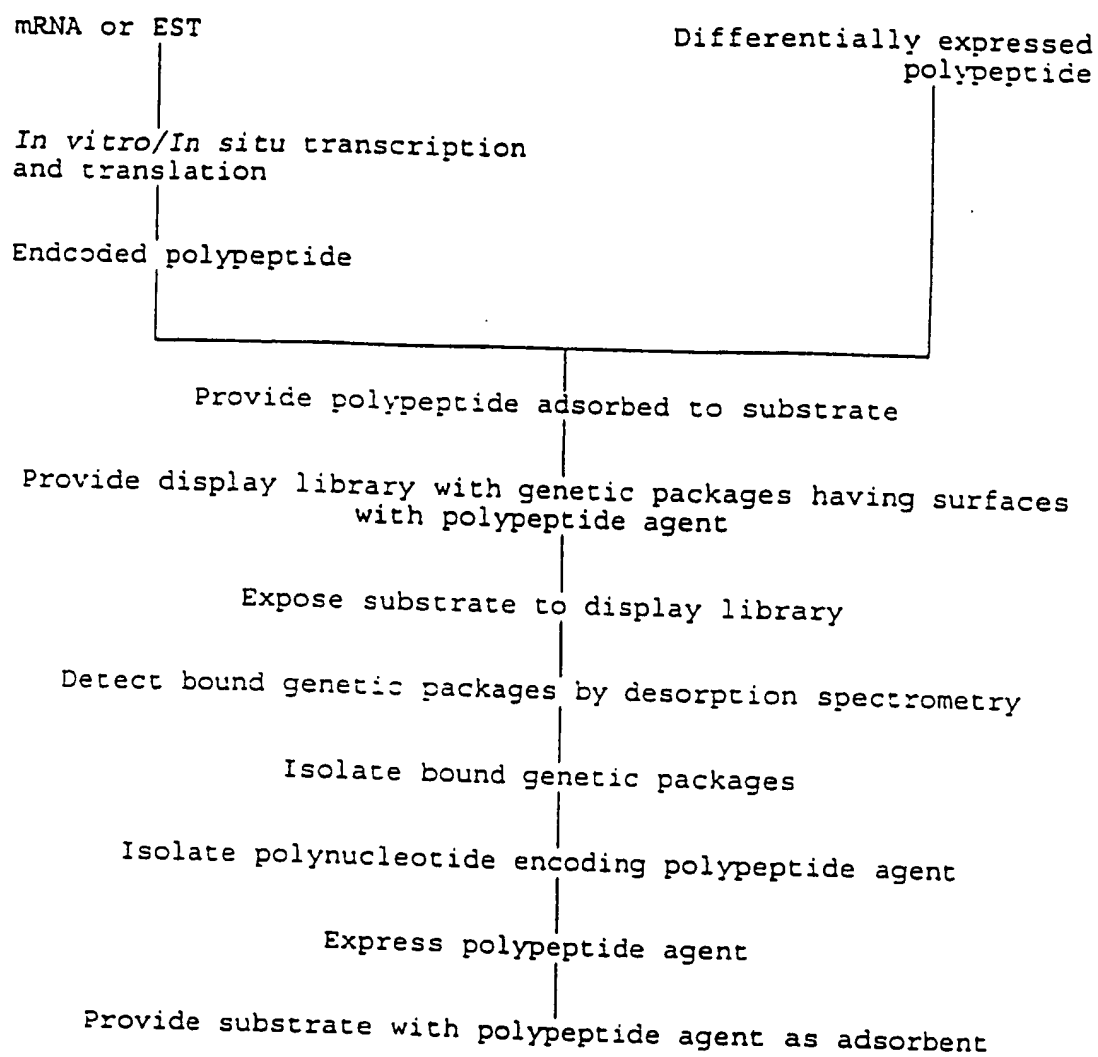 mRNA or EST
Differentially expressed
polypeptide
In vitro/In situ transcription
and translation
Endcoded polypeptide
Provide polypeptide adsorbed to substrate
Provide display library with genetic packages having surfaces
with polypeptide agent
Expose substrate to display library
Detect bound genetic packages by desorption spectrometry
Isolate bound genetic packages
Isolate polynucleotide encoding polypeptide agent
Express polypeptide agent
Provide substrate with polypeptide agent as adsorbent